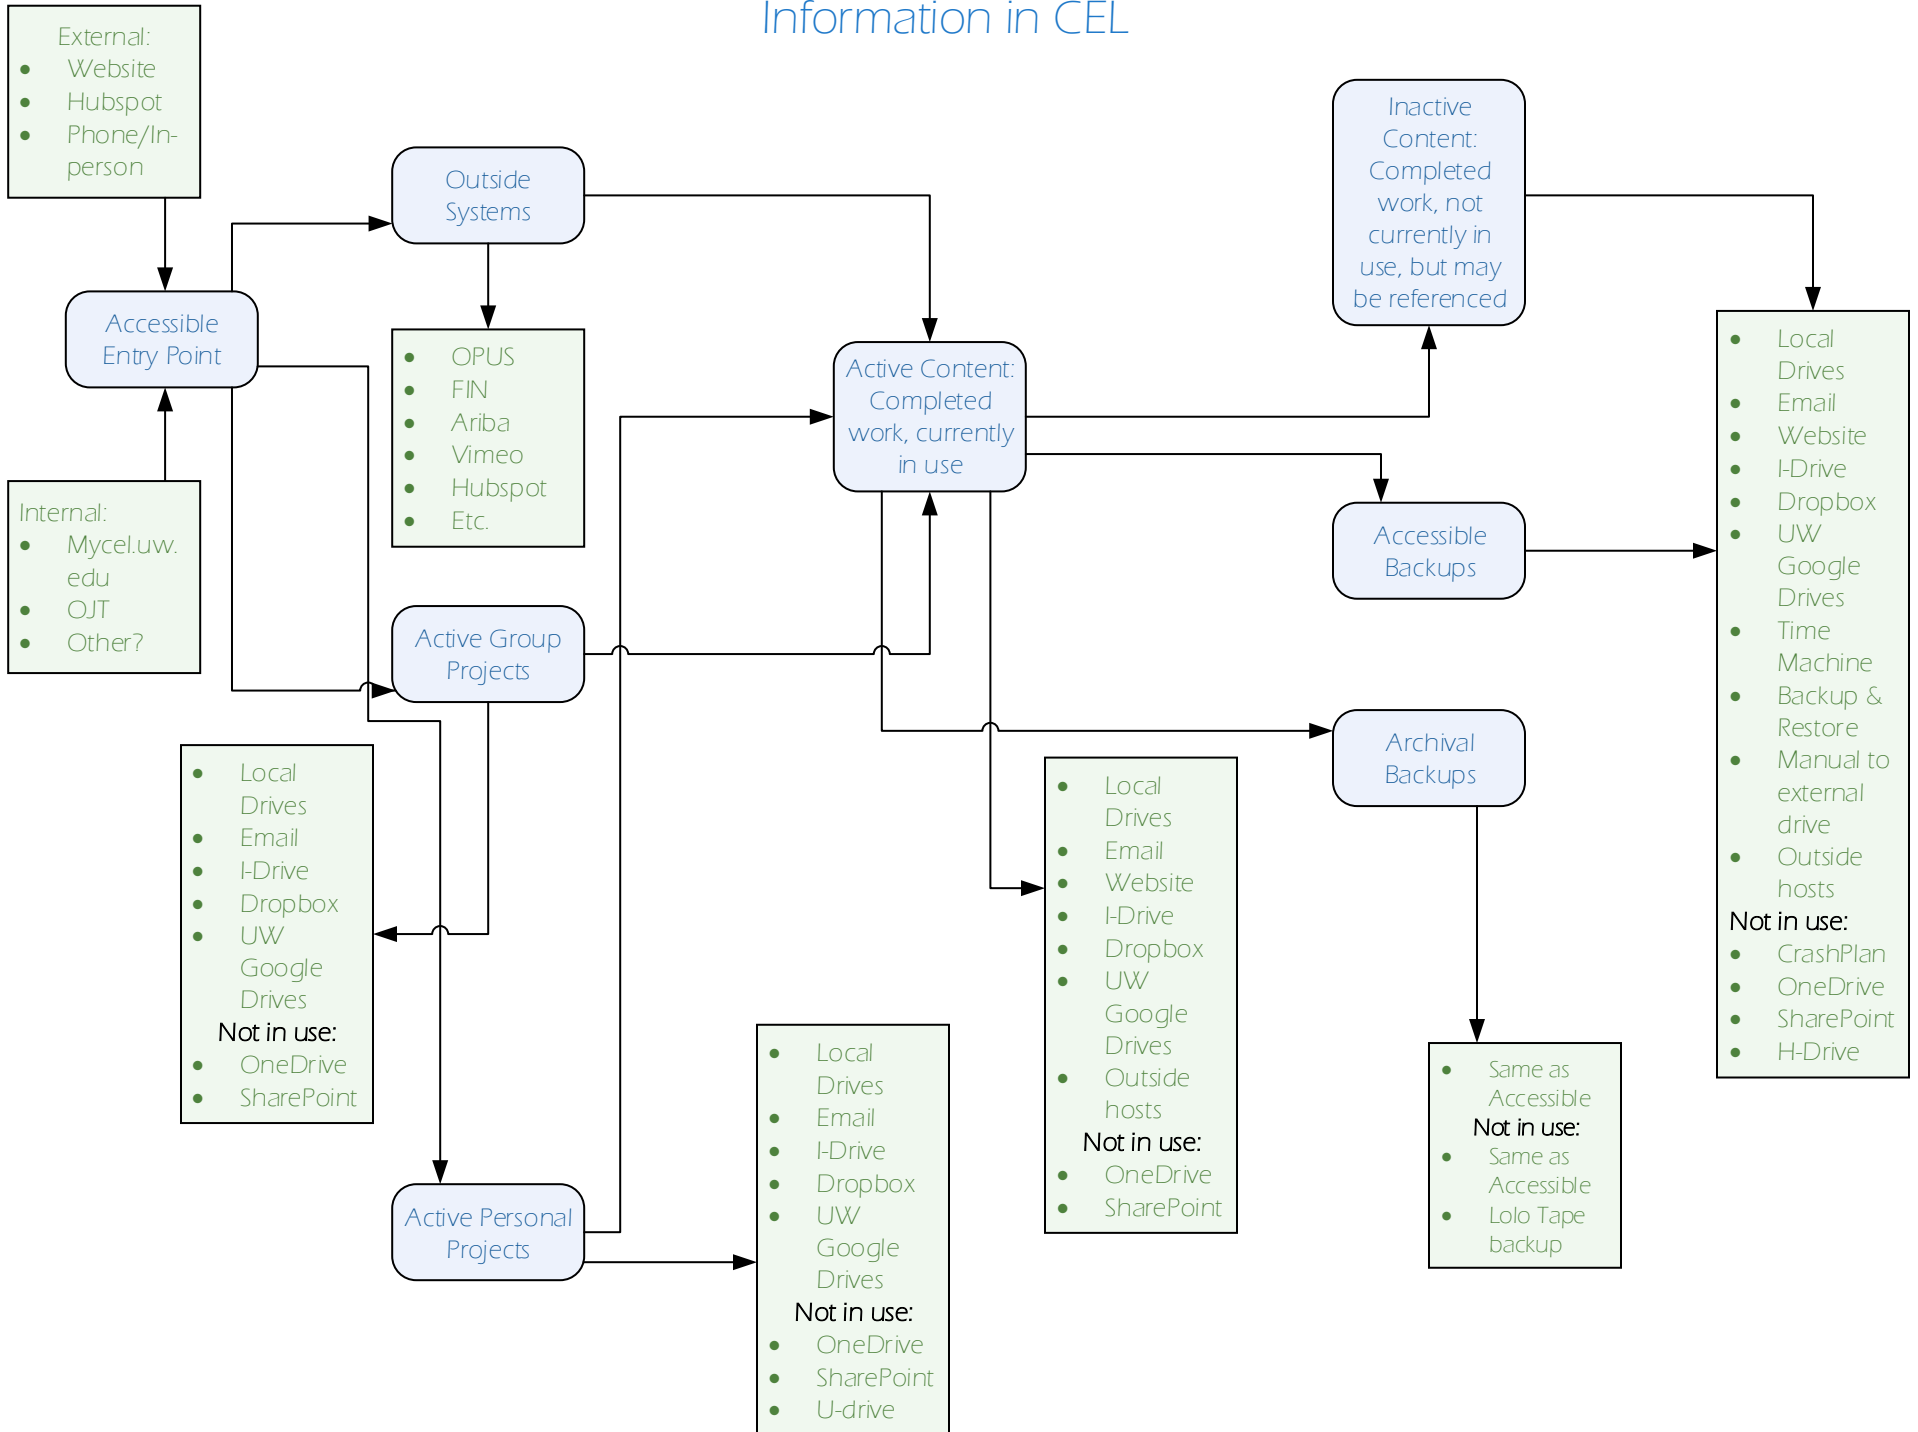 Information in CEL
External:
• Website
• Hubspot
• Phone/In-
person
Accessible
Entry Point
Internal:
• Mycel.uw.
edu
• OJT
• Other?
Outside
Systems
• OPUS
• FIN
• Ariba
• Vimeo
• Hubspot
• Etc.
Active Group
Projects
• Local
Drives
• Email
• I-Drive
• Dropbox
• UW
Google
Drives
Not in use:
• OneDrive
• SharePoint
Active Personal
Projects
• Local
Drives
• Email
• I-Drive
• Dropbox
• UW
Google
Drives
Not in use:
• OneDrive
• SharePoint
• U-drive
Active Content:
Completed
work, currently
in use
• Local
Drives
• Email
• Website
• I-Drive
• Dropbox
• UW
Google
Drives
• Outside
hosts
Not in use:
• OneDrive
• SharePoint
Inactive
Content:
Completed
work, not
currently in
use, but may
be referenced
Accessible
Backups
Archival
Backups
• Same as
Accessible
Not in use:
• Same as
Accessible
• Lolo Tape
backup
• Local
Drives
• Email
• Website
• I-Drive
• Dropbox
• UW
Google
Drives
• Time
Machine
• Backup &
Restore
• Manual to
external
drive
• Outside
hosts
Not in use:
• CrashPlan
• OneDrive
• SharePoint
• H-Drive